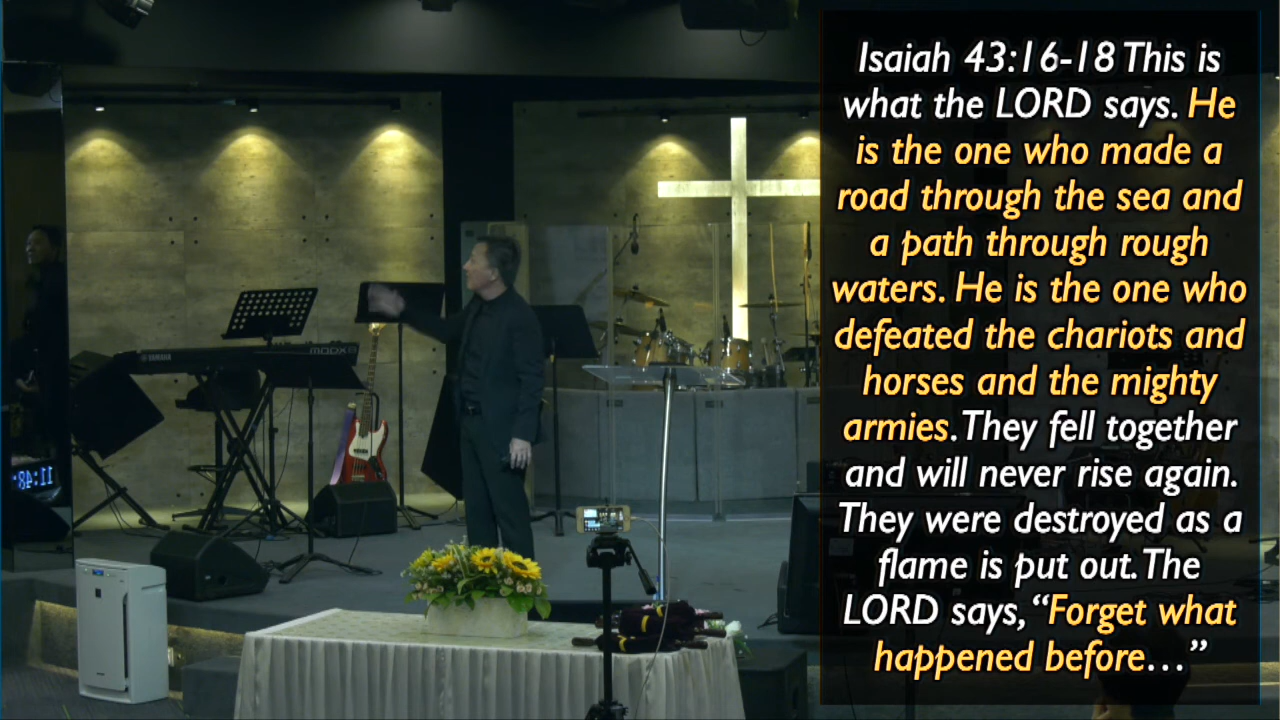 Isaiah 43:16-18 This is
what the LORD says. He
is the one who made a
road through the sea and
a path through rough
waters. He is the one who
defeated the chariots and
horses and the mighty
armies. They fell together
and will never rise again.
They were destroyed as a
flame is put out. The
LORD says, “Forget what
happened before…”
YAMAHA
MODX8